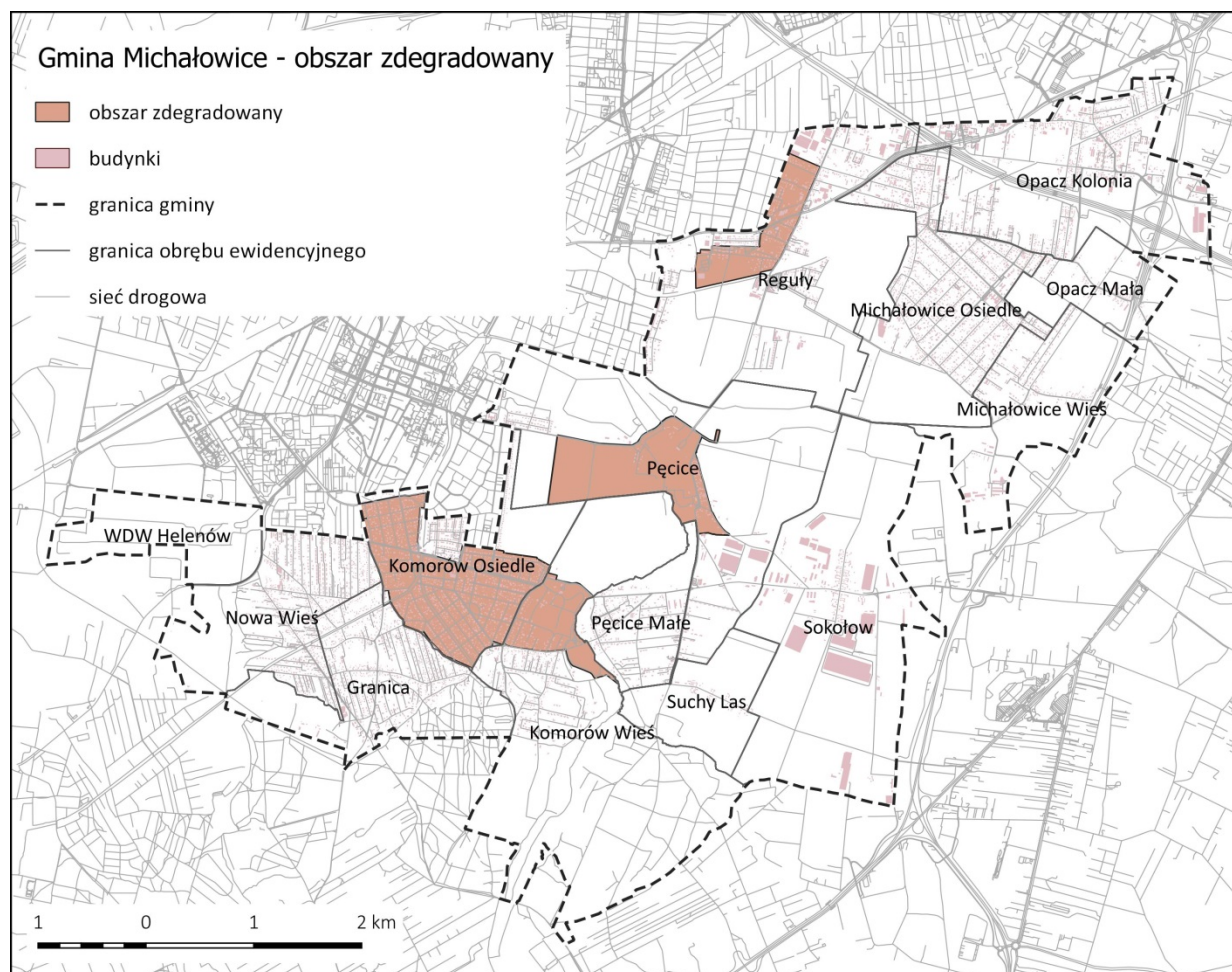 Gmina Michałowice - obszar zdegradowany
obszar zdegradowany
budynki
granica gminy
granica obrębu ewidencyjnego
sieć drogowa
Opacz Kolonia
Reguły
Opacz Mała
Michałowice Osiedle
Michałowice Wieś
Pęcice
WDW Helenów
Komorów Osiedle
Nowa Wieś
Pęcice Małe
Sokołow
Granica
Suchy Las
Komorów Wieś
1 0 1 2 km